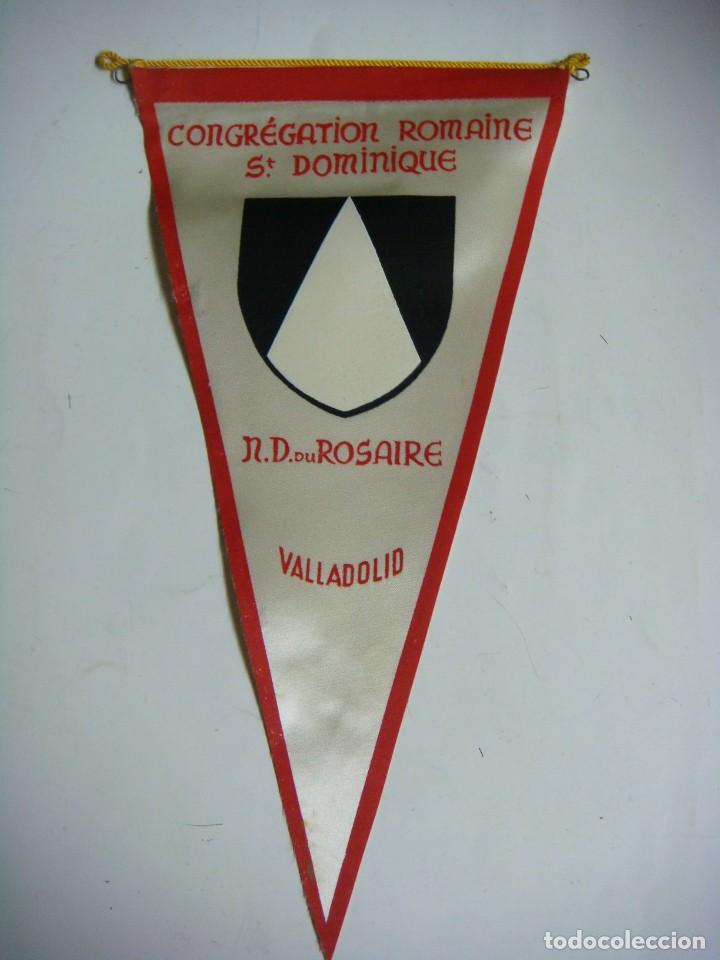 CONGRÉGATION ROMAINE
St. DOMINIQUE
N.D. DU ROSAIRE
VALLADOLID
todocoleccion